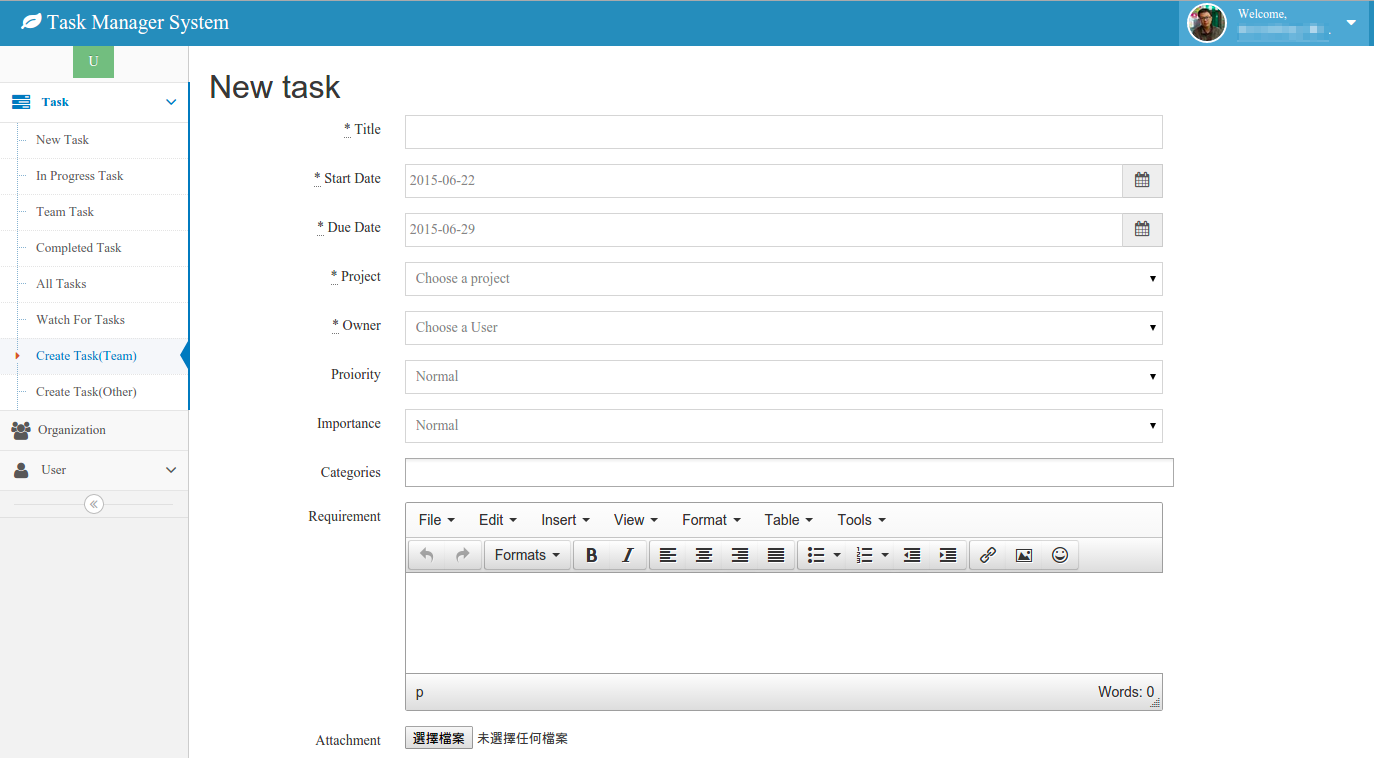 Task Manager System
Welcome,
U
Task
New Task
In Progress Task
Team Task
Completed Task
All Tasks
Watch For Tasks
Create Task(Team)
Create Task(Other)
Organization
User
New task
* Title
* Start Date
2015-06-22
* Due Date
2015-06-29
* Project
Choose a project
* Owner
Choose a User
Proiority
Normal
Importance
Normal
Categories
Requirement
File Edit Insert View Format Table Tools
Formats B I
p
Words: 0
Attachment
選擇檔案 未選擇任何檔案